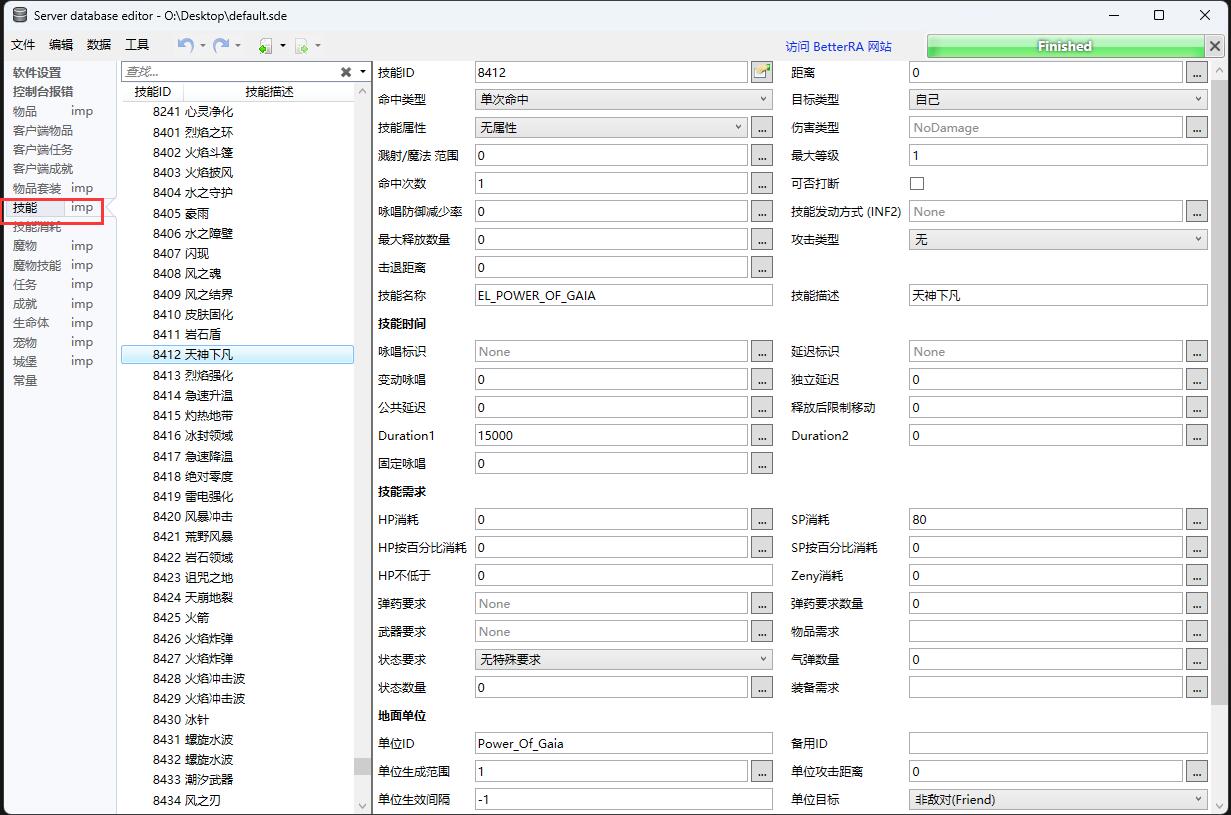 Server database editor - O:\Desktop\default.sde
文件 编辑 数据 工具
访问 BetterRA 网站
Finished
软件设置
控制台报错
物品 imp
客户端物品
客户端任务
客户端成就
物品套装 imp
技能 imp
技能消耗
魔物 imp
魔物技能 imp
任务 imp
成就 imp
生命体 imp
宠物 imp
城堡 imp
常量
查找...
技能ID 技能描述
8241 心灵净化
8401 烈焰之环
8402 火焰斗篷
8403 火焰披风
8404 水之守护
8405 豪雨
8406 水之障壁
8407 闪现
8408 风之魂
8409 风之结界
8410 皮肤固化
8411 岩石盾
8412 天神下凡
8413 烈焰强化
8414 急速升温
8415 灼热地带
8416 冰封领域
8417 急速降温
8418 绝对零度
8419 雷电强化
8420 风暴冲击
8421 荒野风暴
8422 岩石领域
8423 诅咒之地
8424 天崩地裂
8425 火箭
8426 火焰炸弹
8427 火焰炸弹
8428 火焰冲击波
8429 火焰冲击波
8430 冰针
8431 螺旋水波
8432 螺旋水波
8433 潮汐武器
8434 风之刃
技能ID 8412 距离 0 ...
命中类型 单次命中 目标类型 自己
技能属性 无属性 ... 伤害类型 NoDamage ...
溅射/魔法 范围 0 ... 最大等级 1
命中次数 1 ... 可否打断
咏唱防御减少率 0 ... 技能发动方式 (INF2) None ...
最大释放数量 0 ... 攻击类型 无
击退距离 0 ...
技能名称 EL_POWER_OF_GAIA 技能描述 天神下凡
技能时间
咏唱标识 None ... 延迟标识 None ...
变动咏唱 0 ... 独立延迟 0 ...
公共延迟 0 ... 释放后限制移动 0 ...
Duration1 15000 ... Duration2 0 ...
固定咏唱 0 ...
技能需求
HP消耗 0 ... SP消耗 80 ...
HP按百分比消耗 0 ... SP按百分比消耗 0 ...
HP不低于 0 Zeny消耗 0 ...
弹药要求 None ... 弹药要求数量 0 ...
武器要求 None ... 物品需求 ...
状态要求 无特殊要求 气弹数量 0 ...
状态数量 0 ... 装备需求 ...
地面单位
单位ID Power_Of_Gaia 备用ID
单位生成范围 1 ... 单位攻击距离 0 ...
单位生效间隔 -1 单位目标 非敌对(Friend)